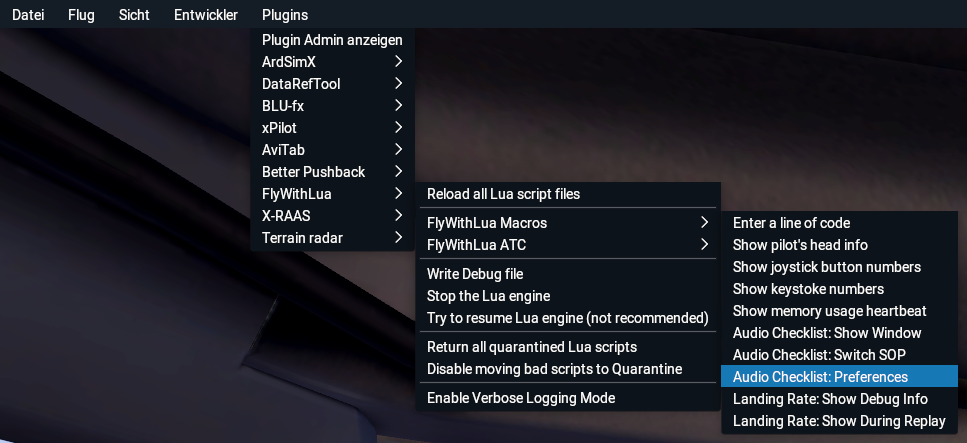 Datei Flug Sicht Entwickler Plugins
Plugin Admin anzeigen
ArdSimX
DataRefTool
BLU-fx
xPilot
AviTab
Better Pushback
FlyWithLua
X-RAAS
Terrain radar
Reload all Lua script files
FlyWithLua Macros
FlyWithLua ATC
Write Debug file
Stop the Lua engine
Try to resume Lua engine (not recommended)
Return all quarantined Lua scripts
Disable moving bad scripts to Quarantine
Enable Verbose Logging Mode
Enter a line of code
Show pilot's head info
Show joystick button numbers
Show keystoke numbers
Show memory usage heartbeat
Audio Checklist: Show Window
Audio Checklist: Switch SOP
Audio Checklist: Preferences
Landing Rate: Show Debug Info
Landing Rate: Show During Replay